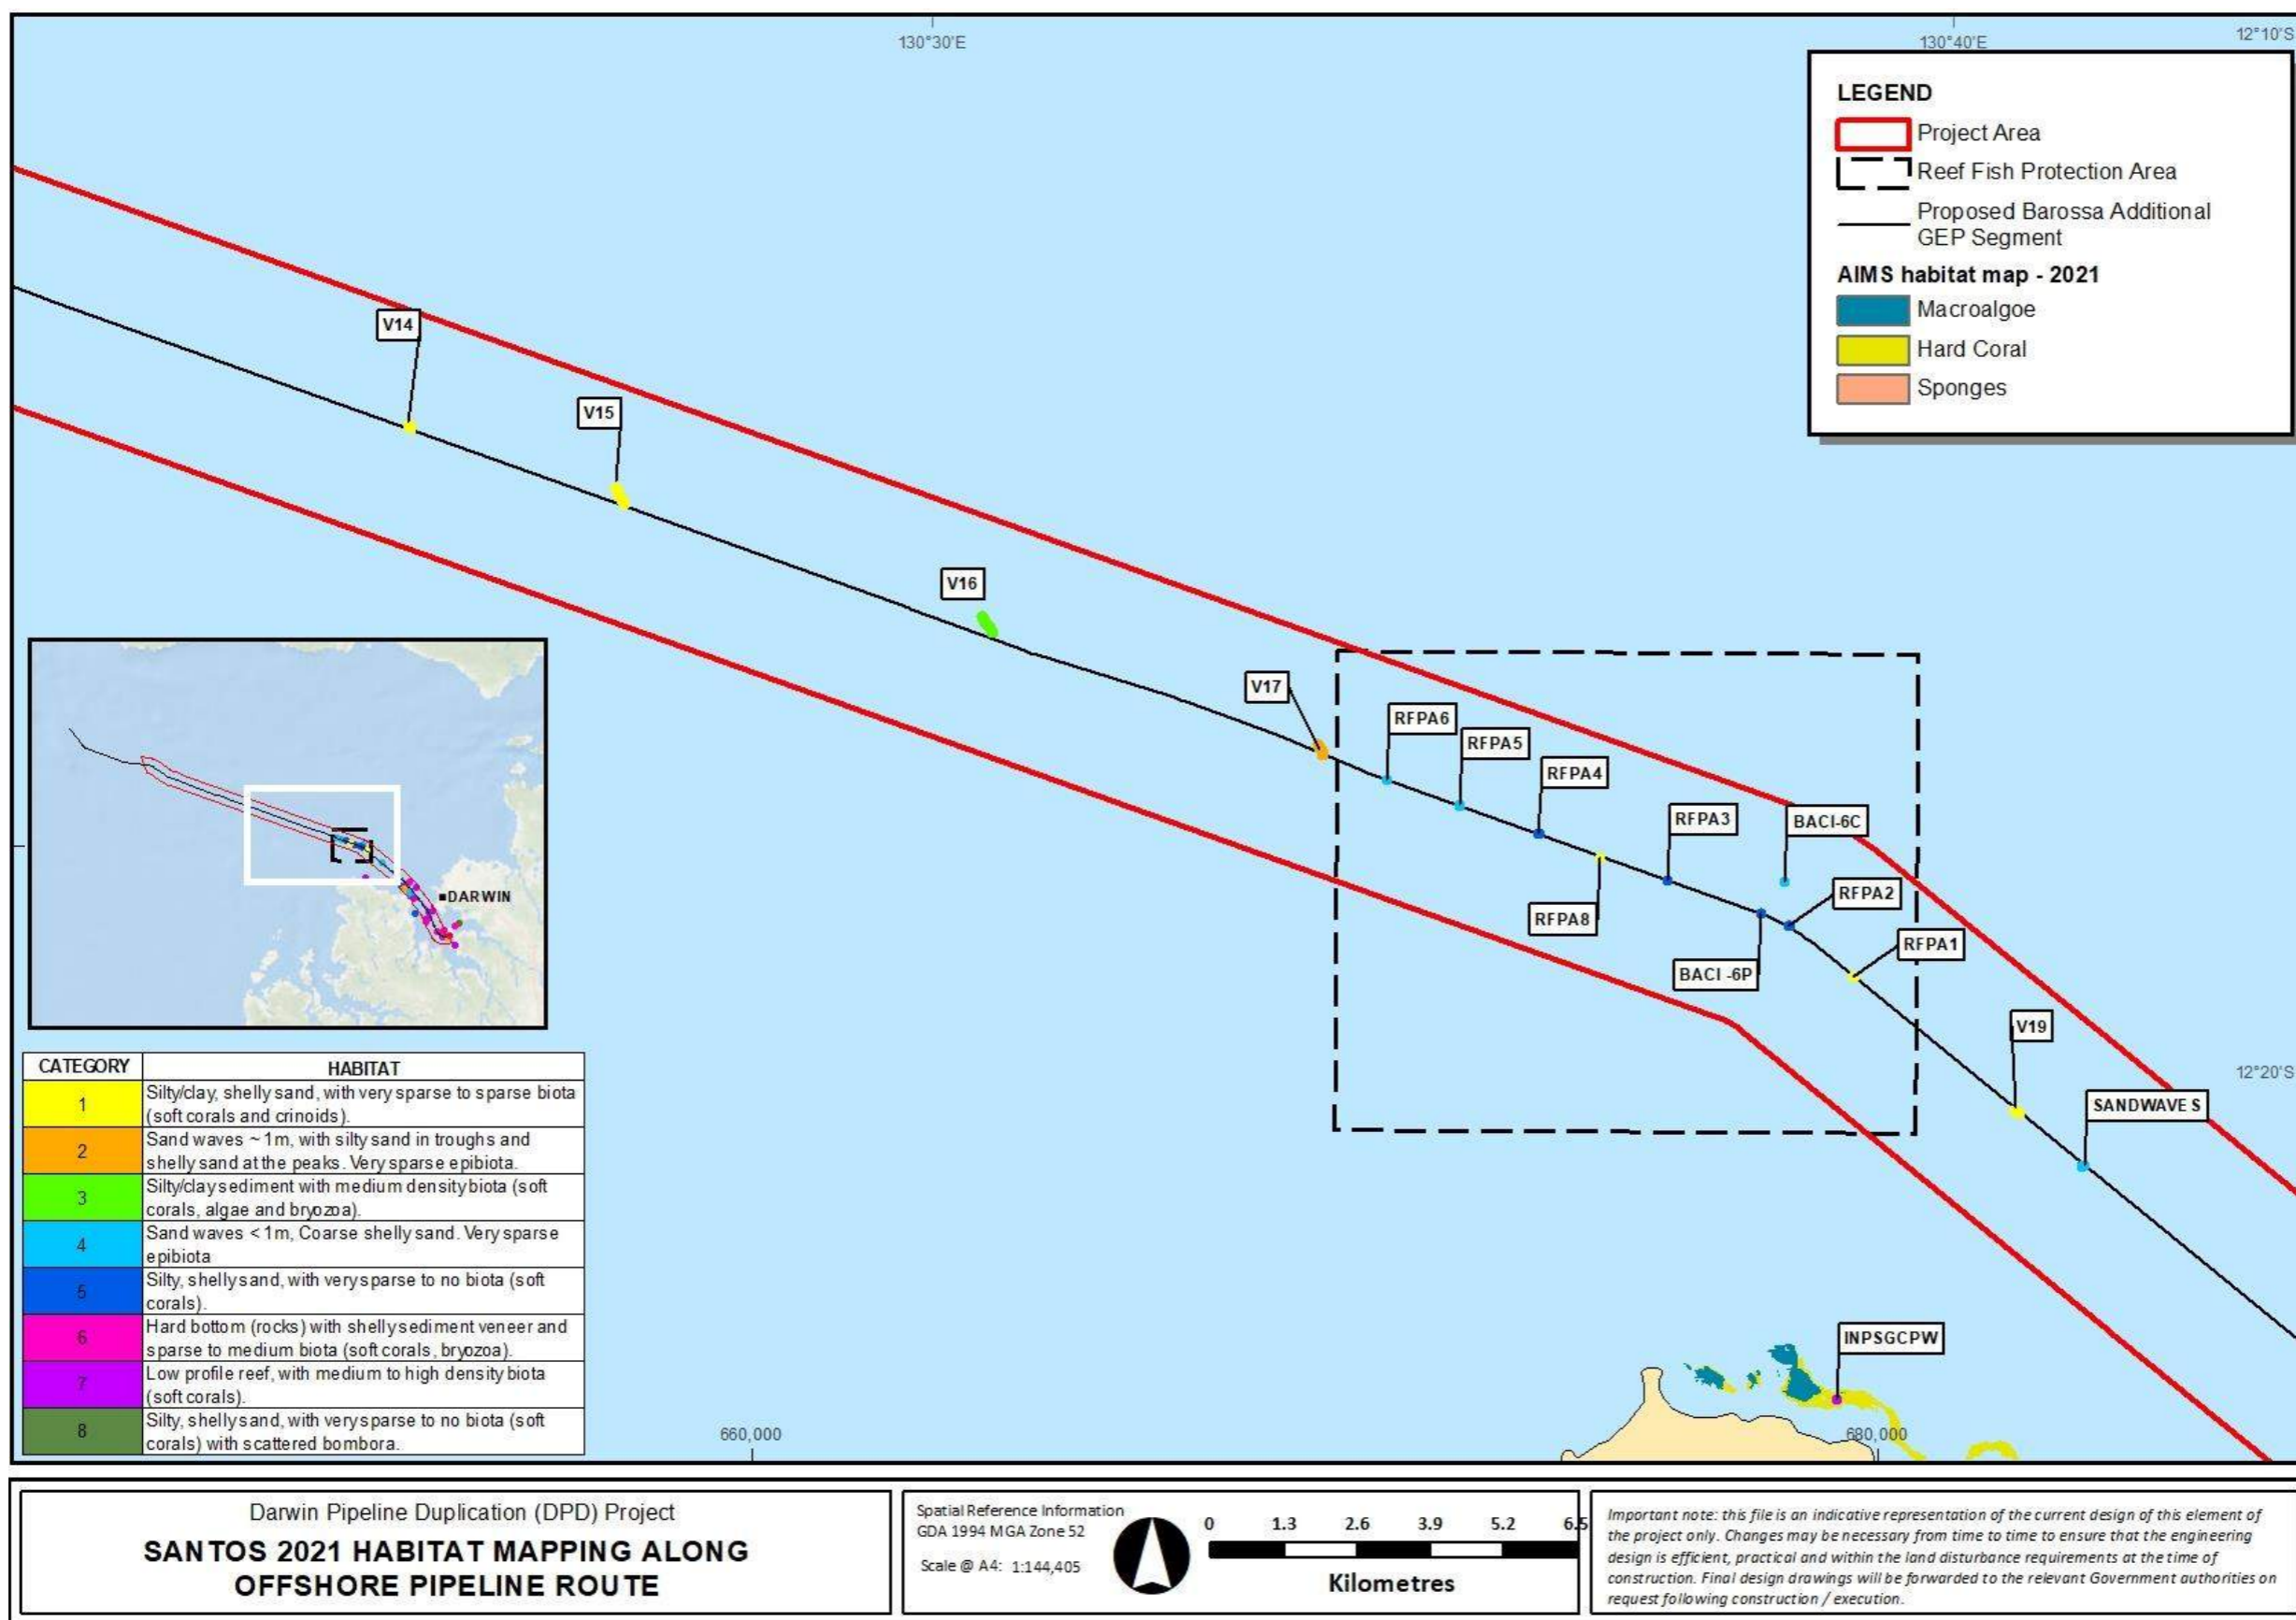 130°30'E
130°40'E
12°10'S
LEGEND
Project Area
Reef Fish Protection Area
Proposed Barossa Additional
GEP Segment
AIMS habitat map - 2021
Macroalgoe
Hard Coral
Sponges
V14
V15
V16
V17
RFPA6
RFPA5
RFPA4
RFPA3
BACI-6C
RFPA8
RFPA2
RFPA1
BACI -6P
V19
SANDWAVE S
12°20'S
DARWIN
INPSGCPW
660,000
680,000
CATEGORY HABITAT
1 Silty/clay, shelly sand, with very sparse to sparse biota
(soft corals and crinoids).
2 Sand waves ~ 1m, with silty sand in troughs and
shelly sand at the peaks. Very sparse epibiota.
3 Silty/clay sediment with medium density biota (soft
corals, algae and bryozoa).
4 Sand waves < 1m, Coarse shelly sand. Very sparse
epibiota
5 Silty, shelly sand, with very sparse to no biota (soft
corals).
6 Hard bottom (rocks) with shelly sediment veneer and
sparse to medium biota (soft corals, bryozoa).
7 Low profile reef, with medium to high density biota
(soft corals).
8 Silty, shelly sand, with very sparse to no biota (soft
corals) with scattered bombora.
Darwin Pipeline Duplication (DPD) Project
SANTOS 2021 HABITAT MAPPING ALONG
OFFSHORE PIPELINE ROUTE
Spatial Reference Information
GDA 1994 MGA Zone 52
Scale @ A4: 1:144,405
0 1.3 2.6 3.9 5.2 6.5
Kilometres
Important note: this file is an indicative representation of the current design of this element of
the project only. Changes may be necessary from time to time to ensure that the engineering
design is efficient, practical and within the land disturbance requirements at the time of
construction. Final design drawings will be forwarded to the relevant Government authorities on
request following construction / execution.